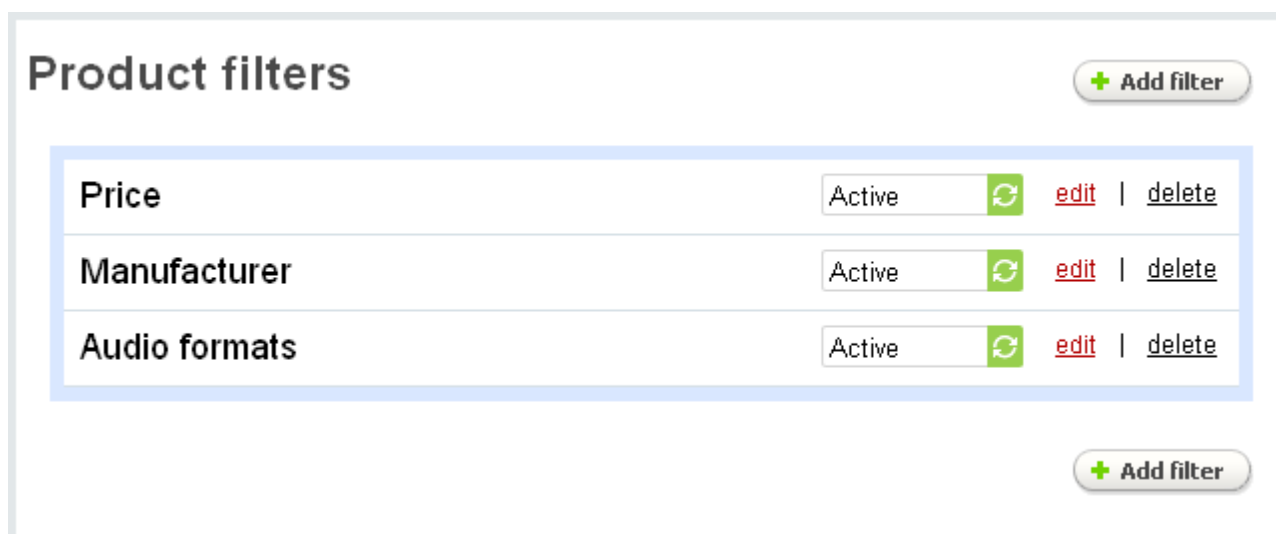 Product filters
Add filter
Price Active edit | delete
Manufacturer Active edit | delete
Audio formats Active edit | delete
Add filter